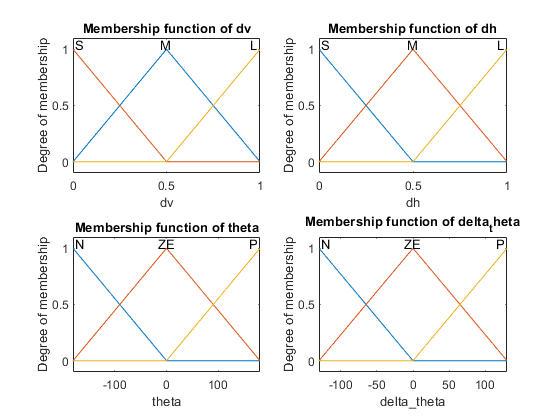 Membership function of dv
Degree of membership
1
0.5
0
S M L
0 0.5 1
dv
Membership function of dh
Degree of membership
1
0.5
0
S M L
0 0.5 1
dh
Membership function of theta
Degree of membership
1
0.5
0
N ZE P
-100 0 100
theta
Membership function of delta_theta
Degree of membership
1
0.5
0
N ZE P
-100 -50 0 50 100
delta_theta